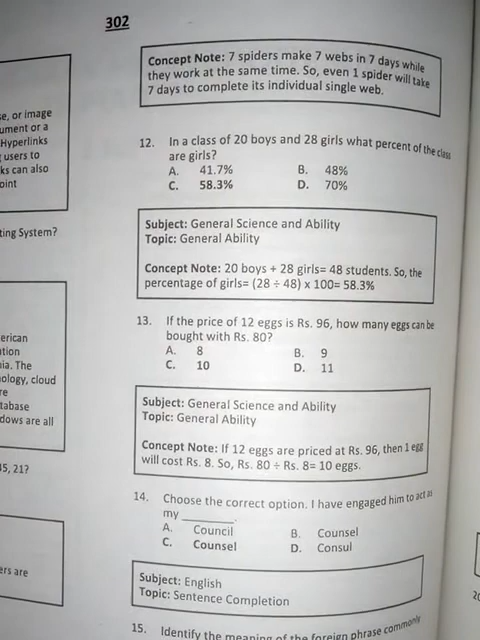 302
Concept Note: 7 spiders make 7 webs in 7 days while
they work at the same time. So, even 1 spider will take
7 days to complete its individual single web.
12. In a class of 20 boys and 28 girls what percent of the class
are girls?
A. 41.7% B. 48%
C. 58.3% D. 70%
Subject: General Science and Ability
Topic: General Ability
Concept Note: 20 boys + 28 girls= 48 students. So, the
percentage of girls= (28 ÷ 48) x 100= 58.3%
13. If the price of 12 eggs is Rs. 96, how many eggs can be
bought with Rs. 80?
A. 8 B. 9
C. 10 D. 11
Subject: General Science and Ability
Topic: General Ability
Concept Note: If 12 eggs are priced at Rs. 96, then 1 egg
will cost Rs. 8. So, Rs. 80 ÷ Rs. 8= 10 eggs.
14. Choose the correct option. I have engaged him to act as
my ________.
A. Council B. Counsel
C. Counsel D. Consul
Subject: English
Topic: Sentence Completion
15. Identify the meaning of the foreign phrase commonly
or image
or a
Hyperlinks
users to
can also
ting System?
erican
. The
ology, cloud
tabase
dows are all
15, 21?
ers are